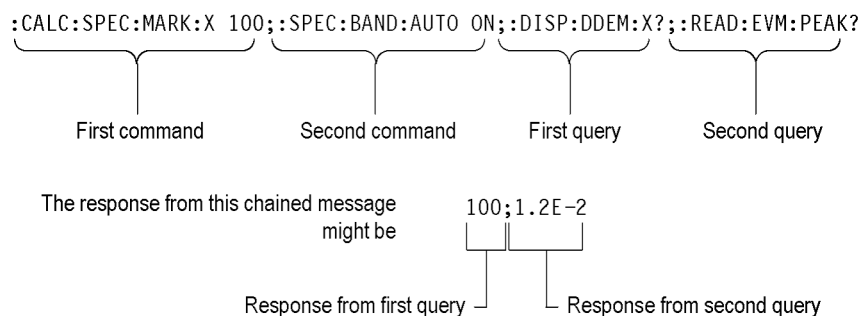 :CALC:SPEC:MARK:X 100;:SPEC:BAND:AUTO ON;:DISP:DDEM:X?;:READ:EVM:PEAK?
First command Second command First query Second query
The response from this chained message
might be
100;1.2E-2
Response from first query Response from second query